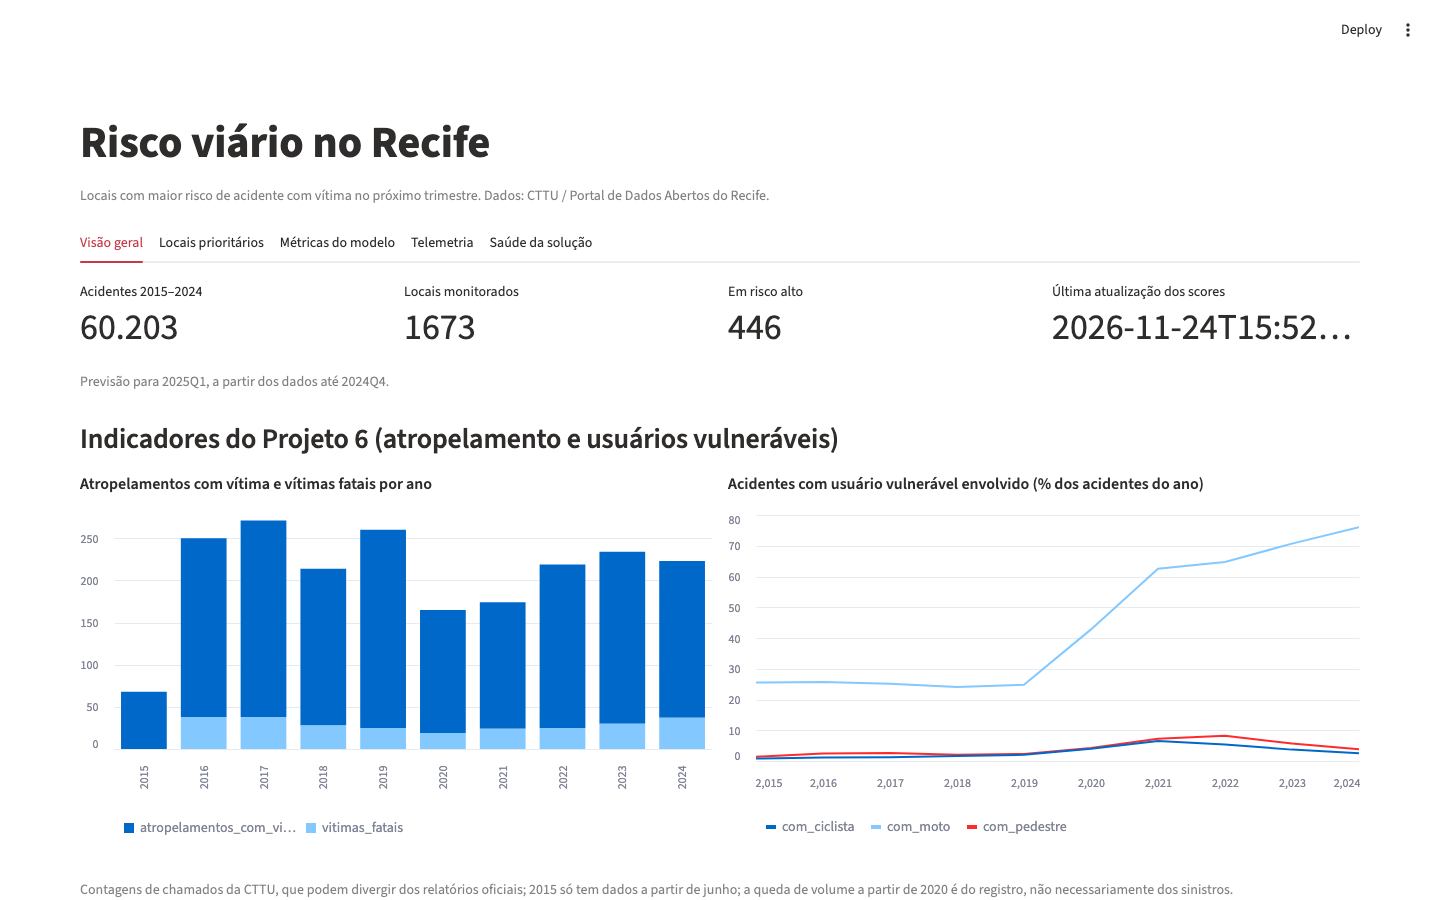 Deploy
Risco viário no Recife
Locais com maior risco de acidente com vítima no próximo trimestre. Dados: CTTU / Portal de Dados Abertos do Recife.
Visão geral Locais prioritários Métricas do modelo Telemetria Saúde da solução
Acidentes 2015–2024 Locais monitorados Em risco alto Última atualização dos scores
60.203 1673 446 2026-11-24T15:52…
Previsão para 2025Q1, a partir dos dados até 2024Q4.
Indicadores do Projeto 6 (atropelamento e usuários vulneráveis)
Atropelamentos com vítima e vítimas fatais por ano
250
200
150
100
50
0
2015 2016 2017 2018 2019 2020 2021 2022 2023 2024
atropelamentos_com_vi… vitimas_fatais
Acidentes com usuário vulnerável envolvido (% dos acidentes do ano)
80
70
60
50
40
30
20
10
0
2,015 2,016 2,017 2,018 2,019 2,020 2,021 2,022 2,023 2,024
com_ciclista com_moto com_pedestre
Contagens de chamados da CTTU, que podem divergir dos relatórios oficiais; 2015 só tem dados a partir de junho; a queda de volume a partir de 2020 é do registro, não necessariamente dos sinistros.